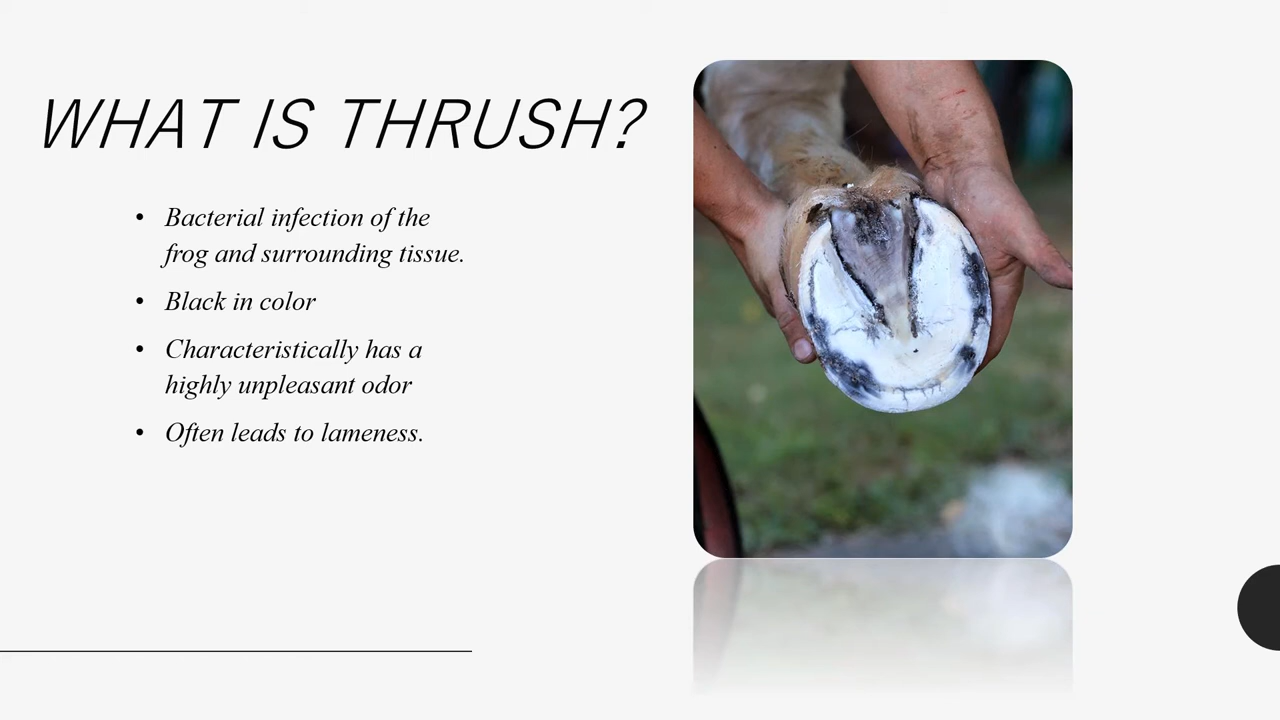 WHAT IS THRUSH?
• Bacterial infection of the
frog and surrounding tissue.
• Black in color
• Characteristically has a
highly unpleasant odor
• Often leads to lameness.